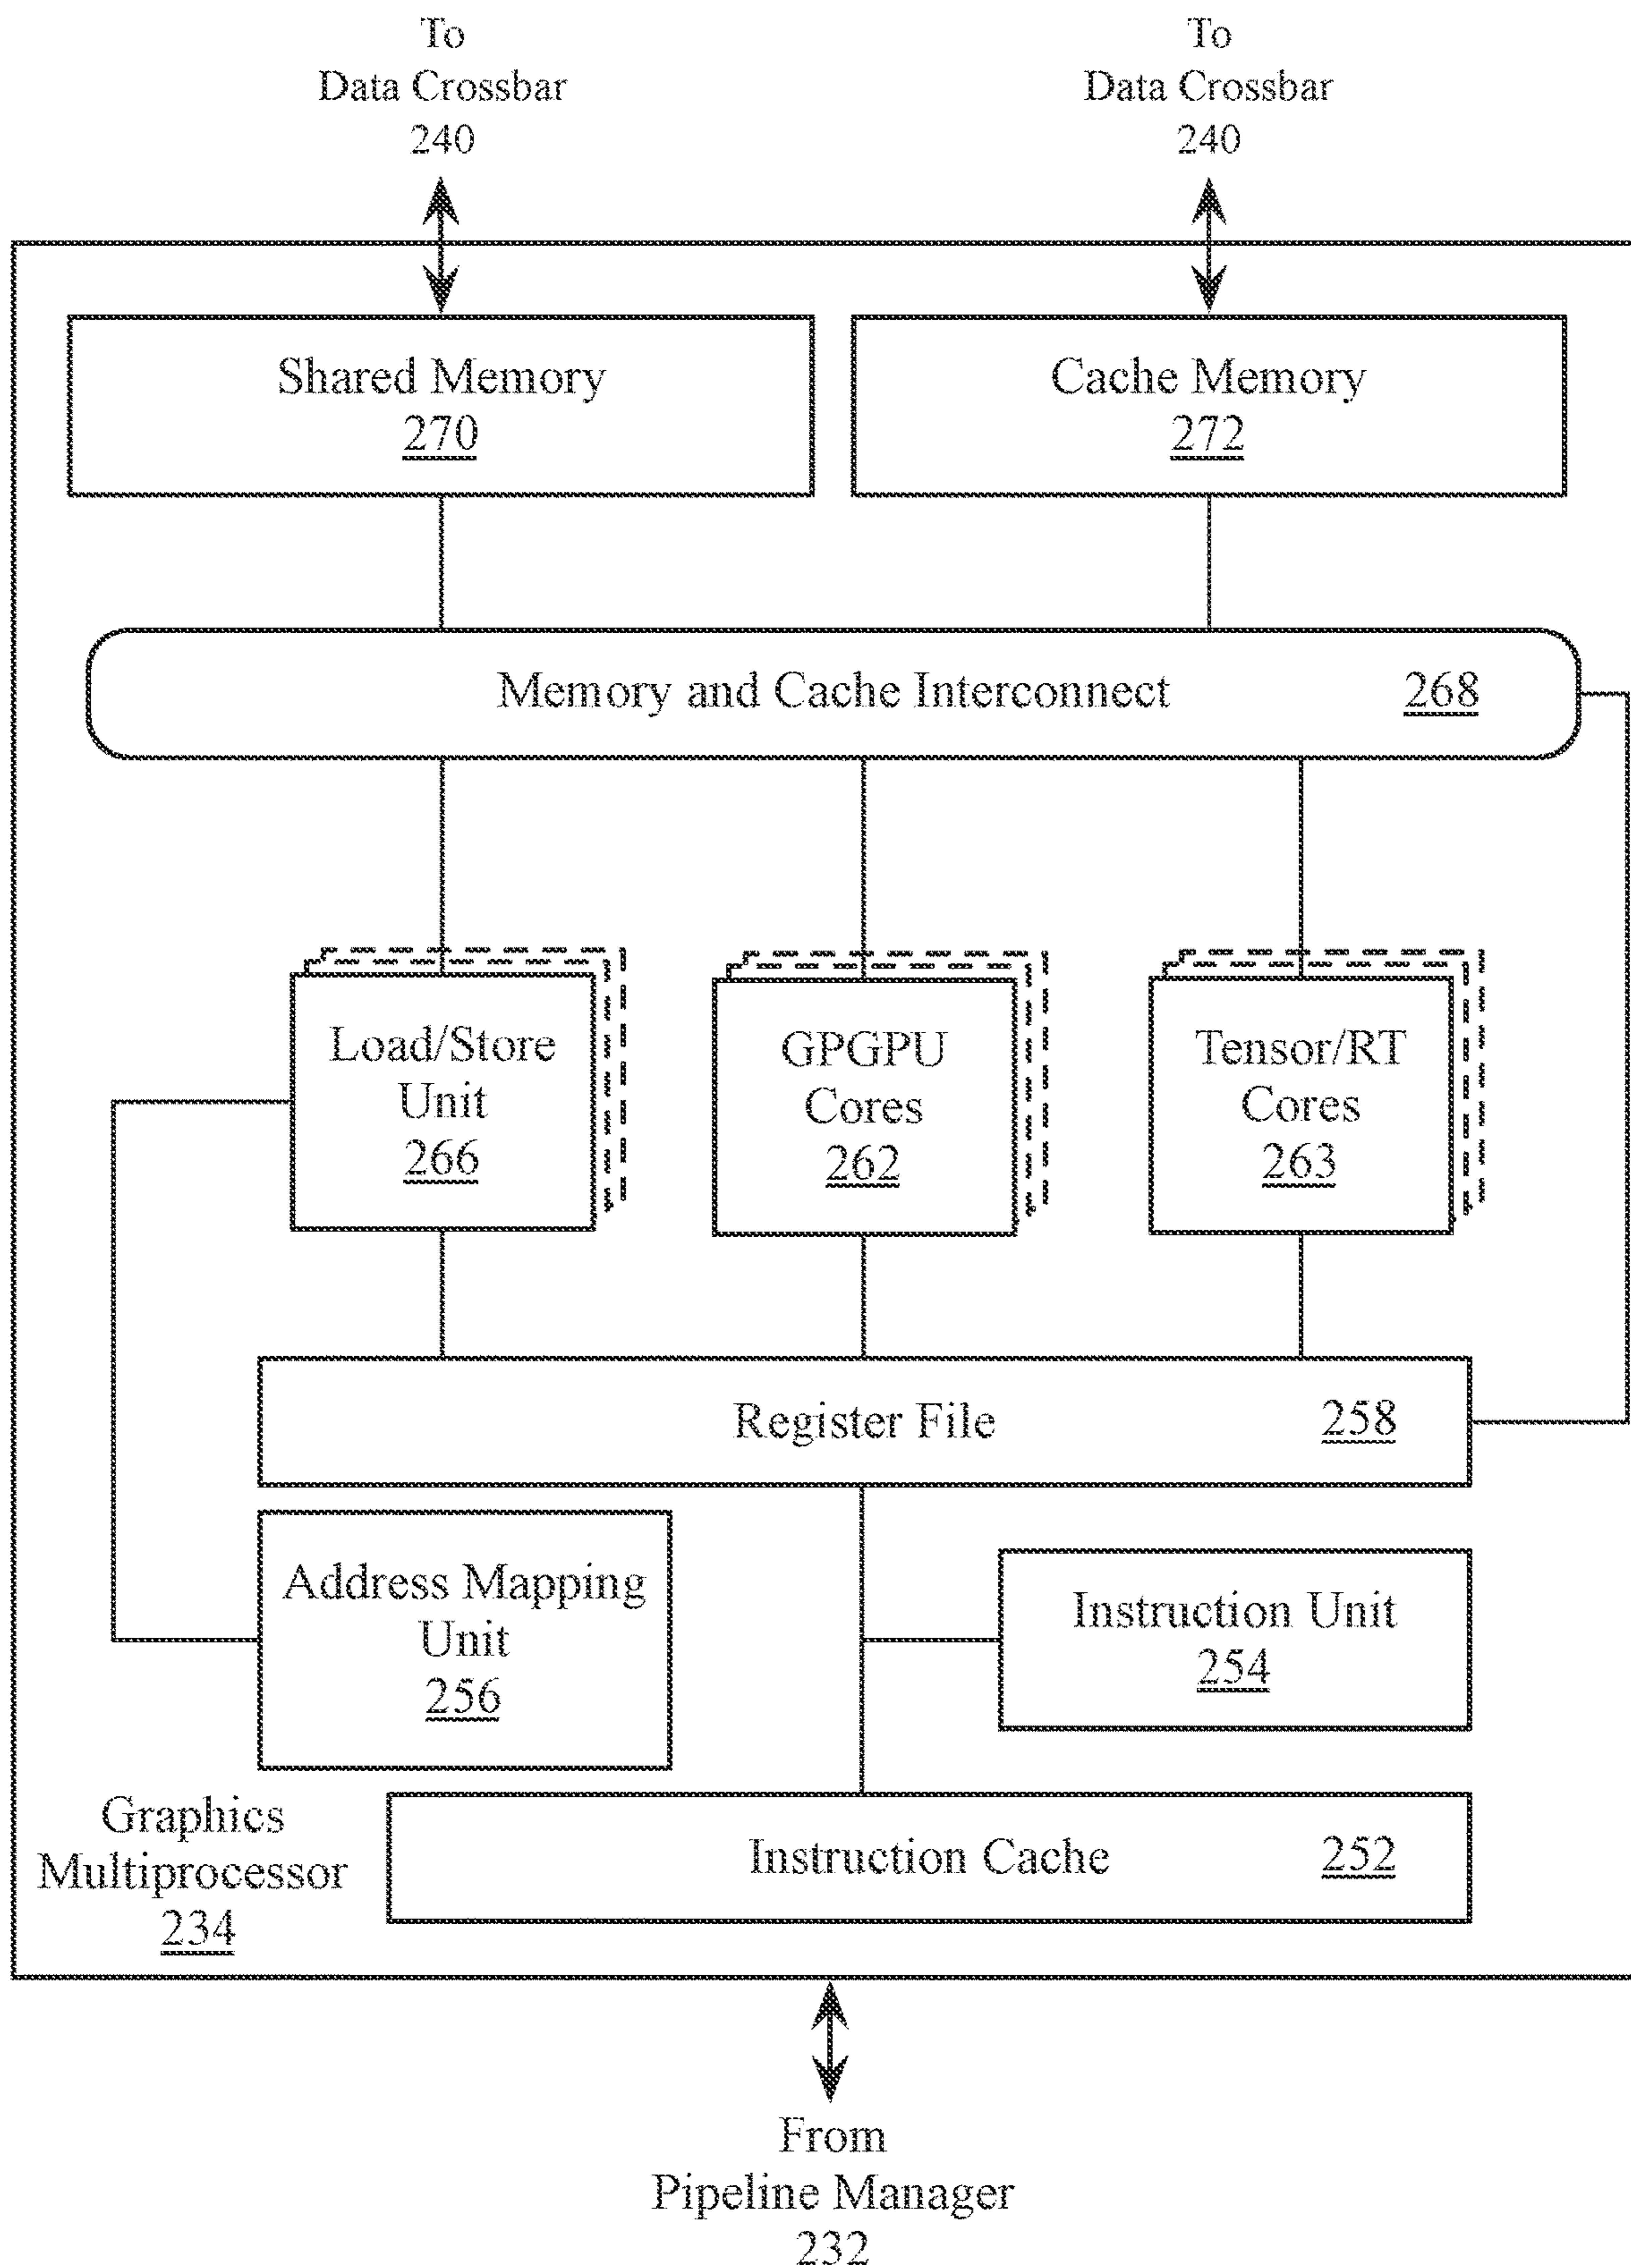 To
Data Crossbar
240
To
Data Crossbar
240
Shared Memory
270
Cache Memory
272
Memory and Cache Interconnect 268
Load/Store
Unit
266
GPGPU
Cores
262
Tensor/RT
Cores
263
Register File 258
Address Mapping
Unit
256
Instruction Unit
254
Graphics
Multiprocessor
234
Instruction Cache 252
From
Pipeline Manager
232